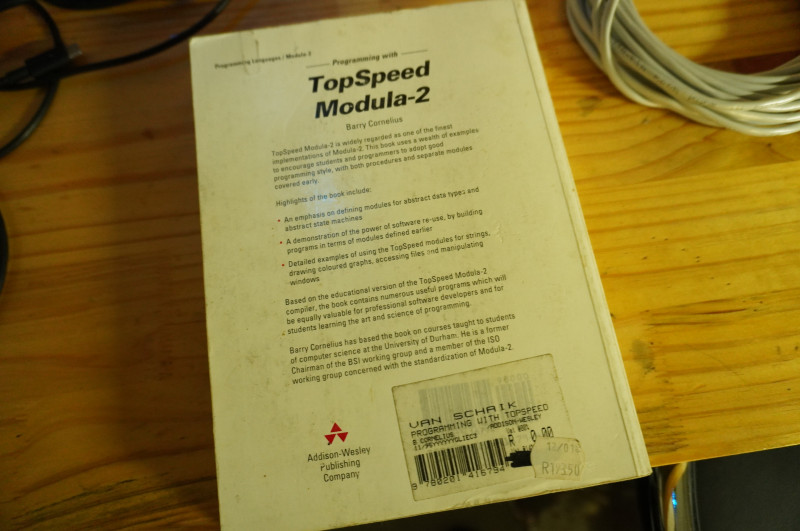 Programming Languages / Modula 2
Programming with
TopSpeed
Modula-2
Barry Cornelius
TopSpeed Modula-2 is widely regarded as one of the finest
implementations of Modula-2. This book uses a wealth of examples
to encourage students and programmers to adopt good
programming style, with both procedures and separate modules
covered early.
Highlights of the book include:
• An emphasis on defining modules for abstract data types and
abstract state machines
• A demonstration of the power of software re-use, by building
programs in terms of modules defined earlier
• Detailed examples of using the TopSpeed modules for strings,
drawing coloured graphs, accessing files and manipulating
windows
Based on the educational version of the TopSpeed Modula-2
compiler, the book contains numerous useful programs which will
be equally valuable for professional software developers and for
students learning the art and science of programming.
Barry Cornelius has based the book on courses taught to students
of computer science at the University of Durham. He is a former
Chairman of the BSI working group and a member of the ISO
working group concerned with the standardization of Modula-2.
Addison-Wesley
Publishing
Company
VAN SCHAIK
PROGRAMMING WITH TOPSPEED
B CORNELIUS ADDISON/WESLEY
R 0.00
9 780201 416794